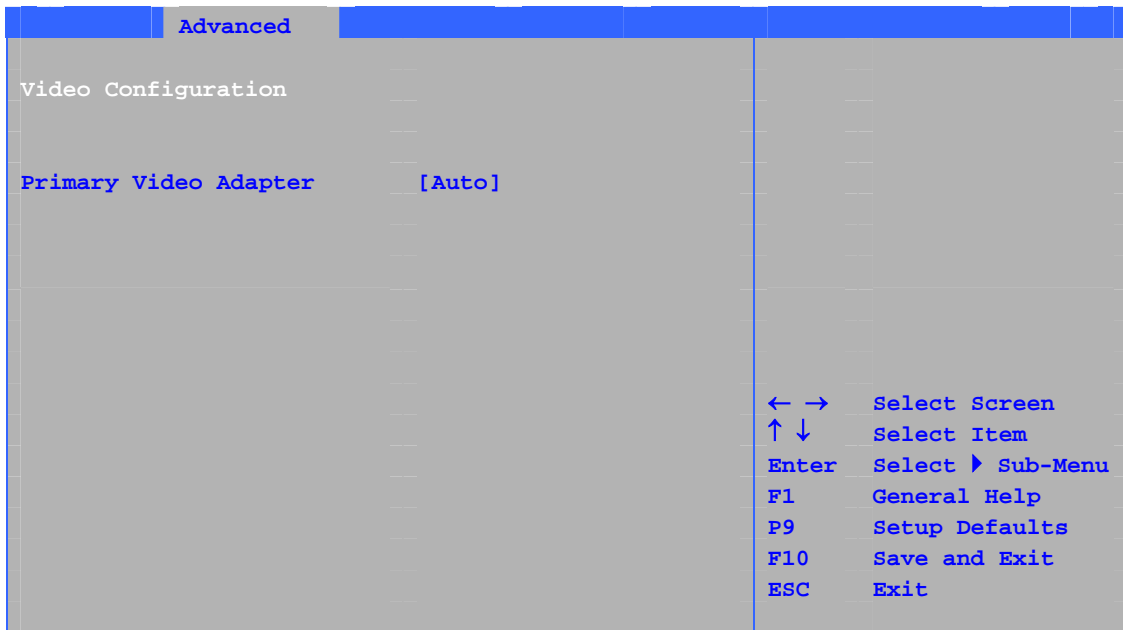 Advanced
Video Configuration
Primary Video Adapter [Auto]
← → Select Screen
↑ ↓ Select Item
Enter Select ▶ Sub-Menu
F1 General Help
P9 Setup Defaults
F10 Save and Exit
ESC Exit